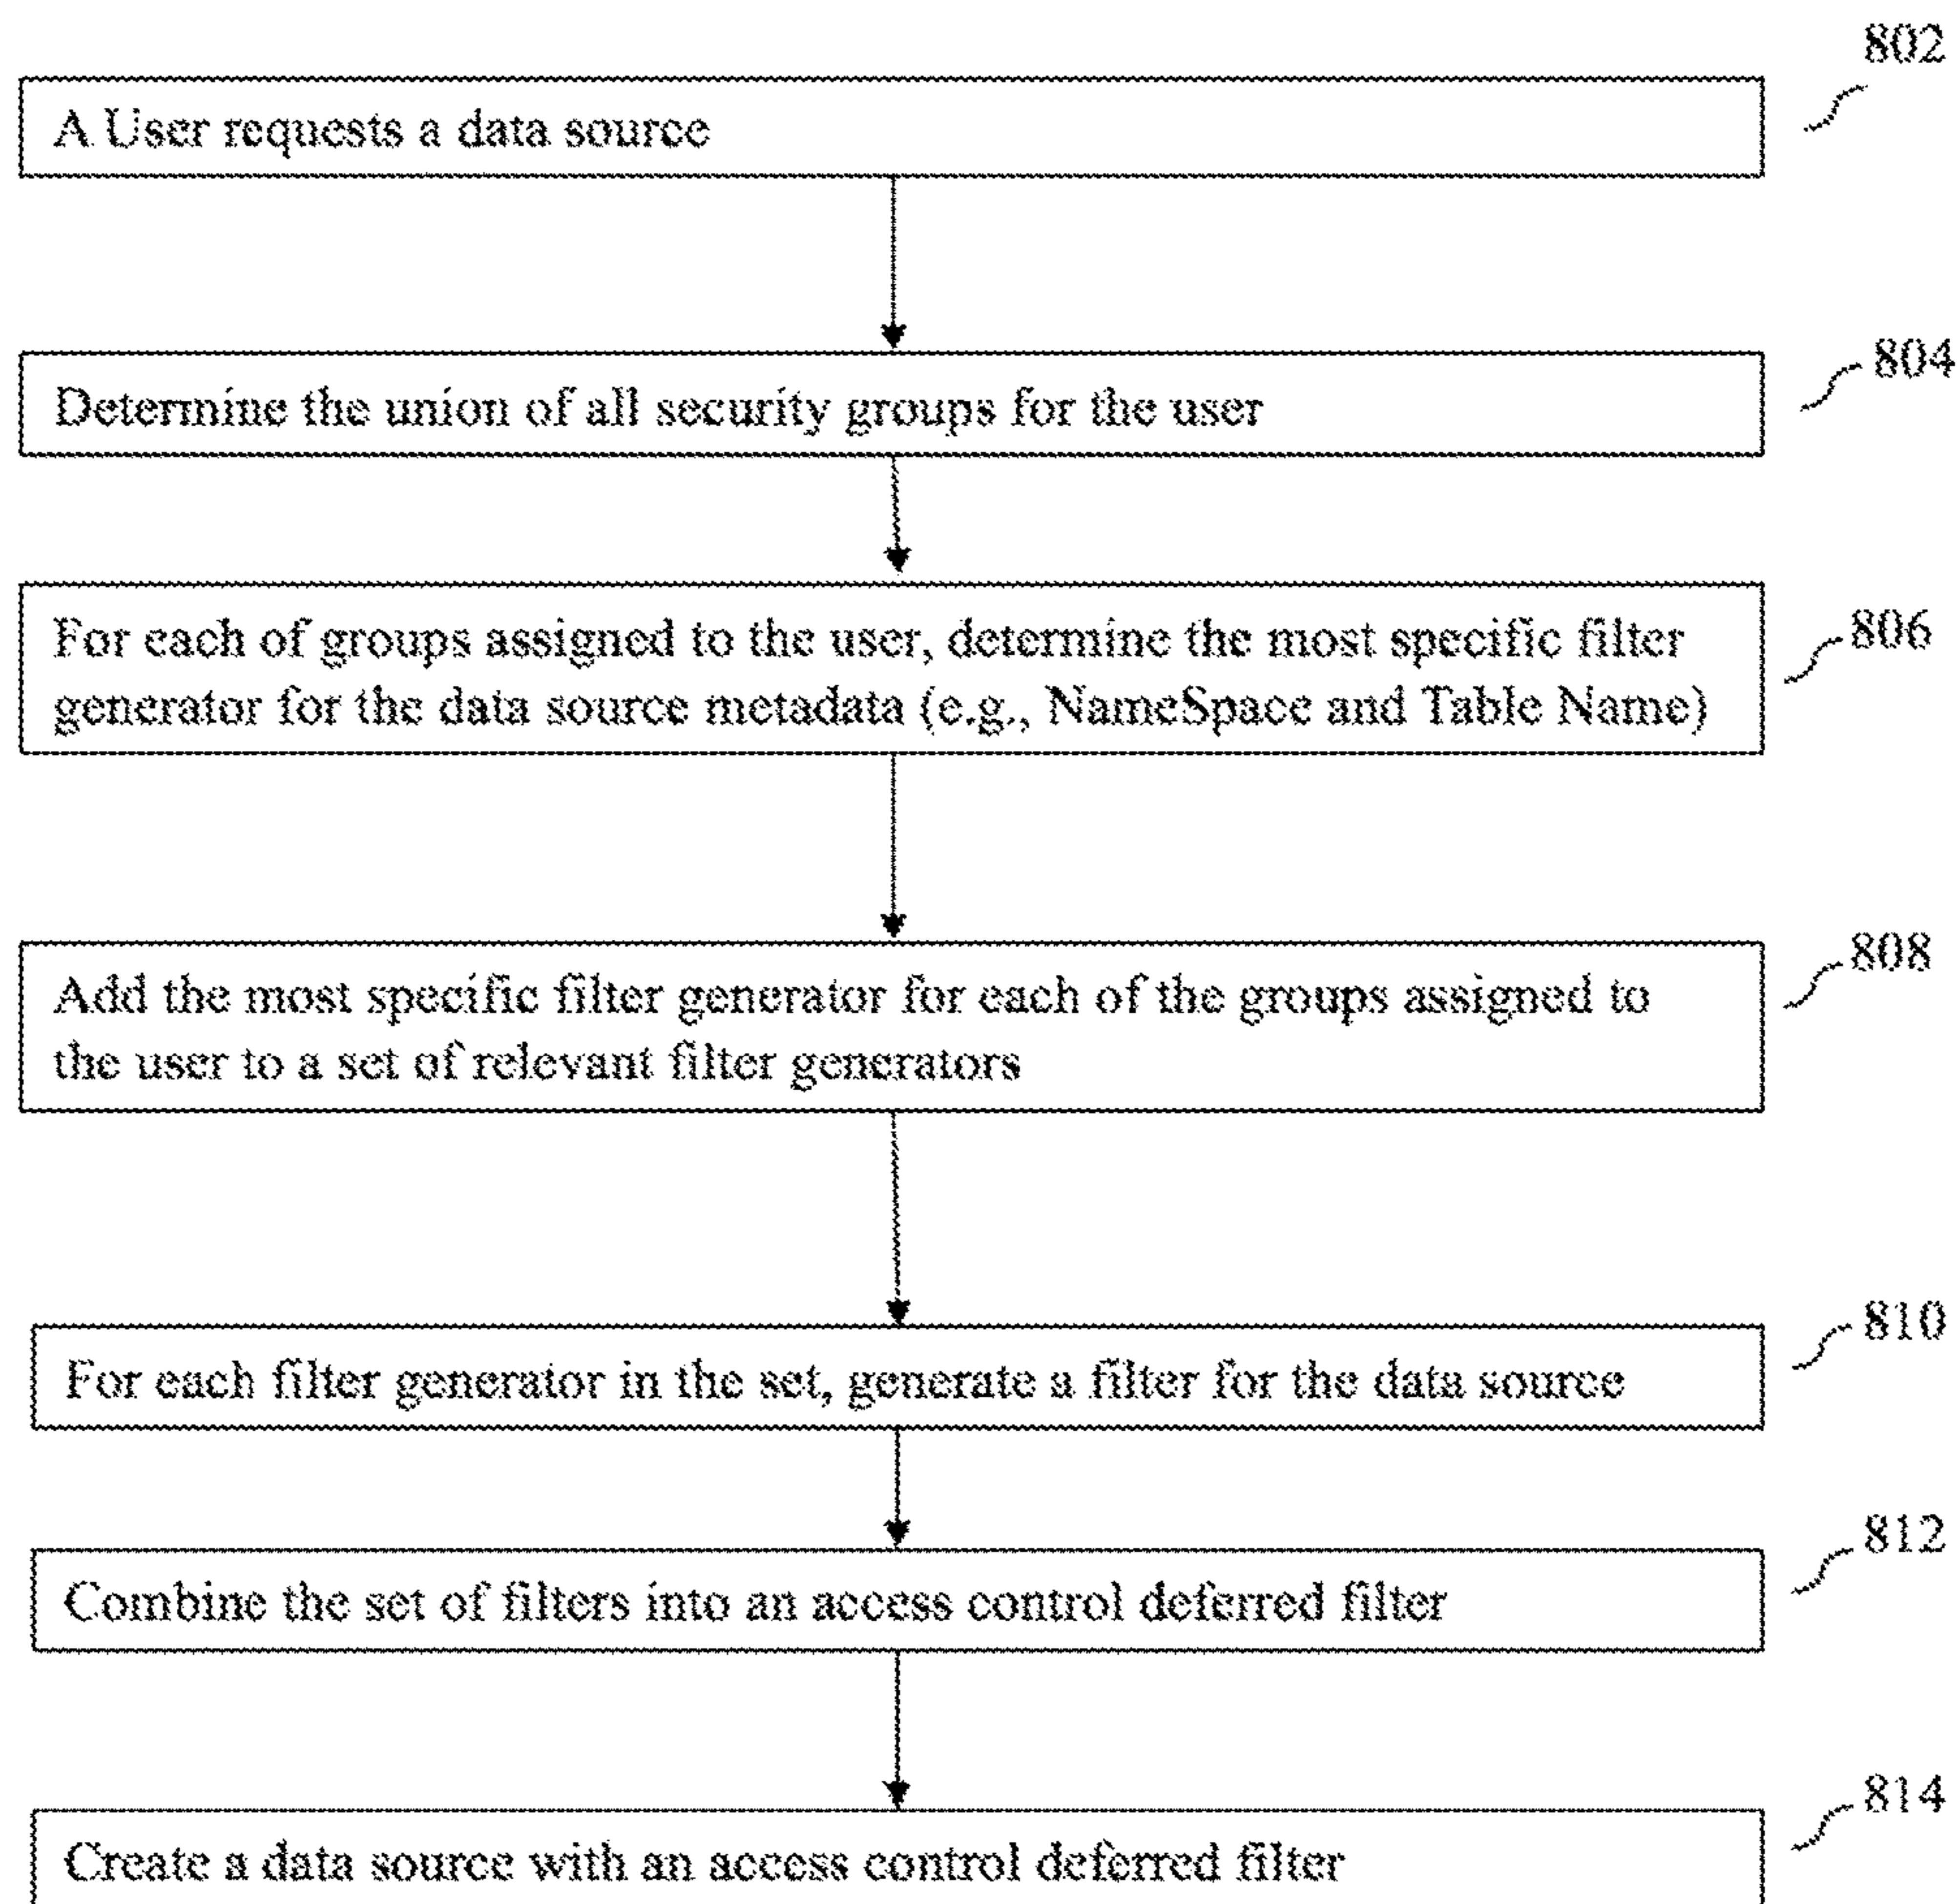 802
A User requests a data source
804
Determine the union of all security groups for the user
806
For each of groups assigned to the user, determine the most specific filter
generator for the data source metadata (e.g., NameSpace and Table Name)
808
Add the most specific filter generator for each of the groups assigned to
the user to a set of relevant filter generators
810
For each filter generator in the set, generate a filter for the data source
812
Combine the set of filters into an access control deferred filter
814
Create a data source with an access control deferred filter